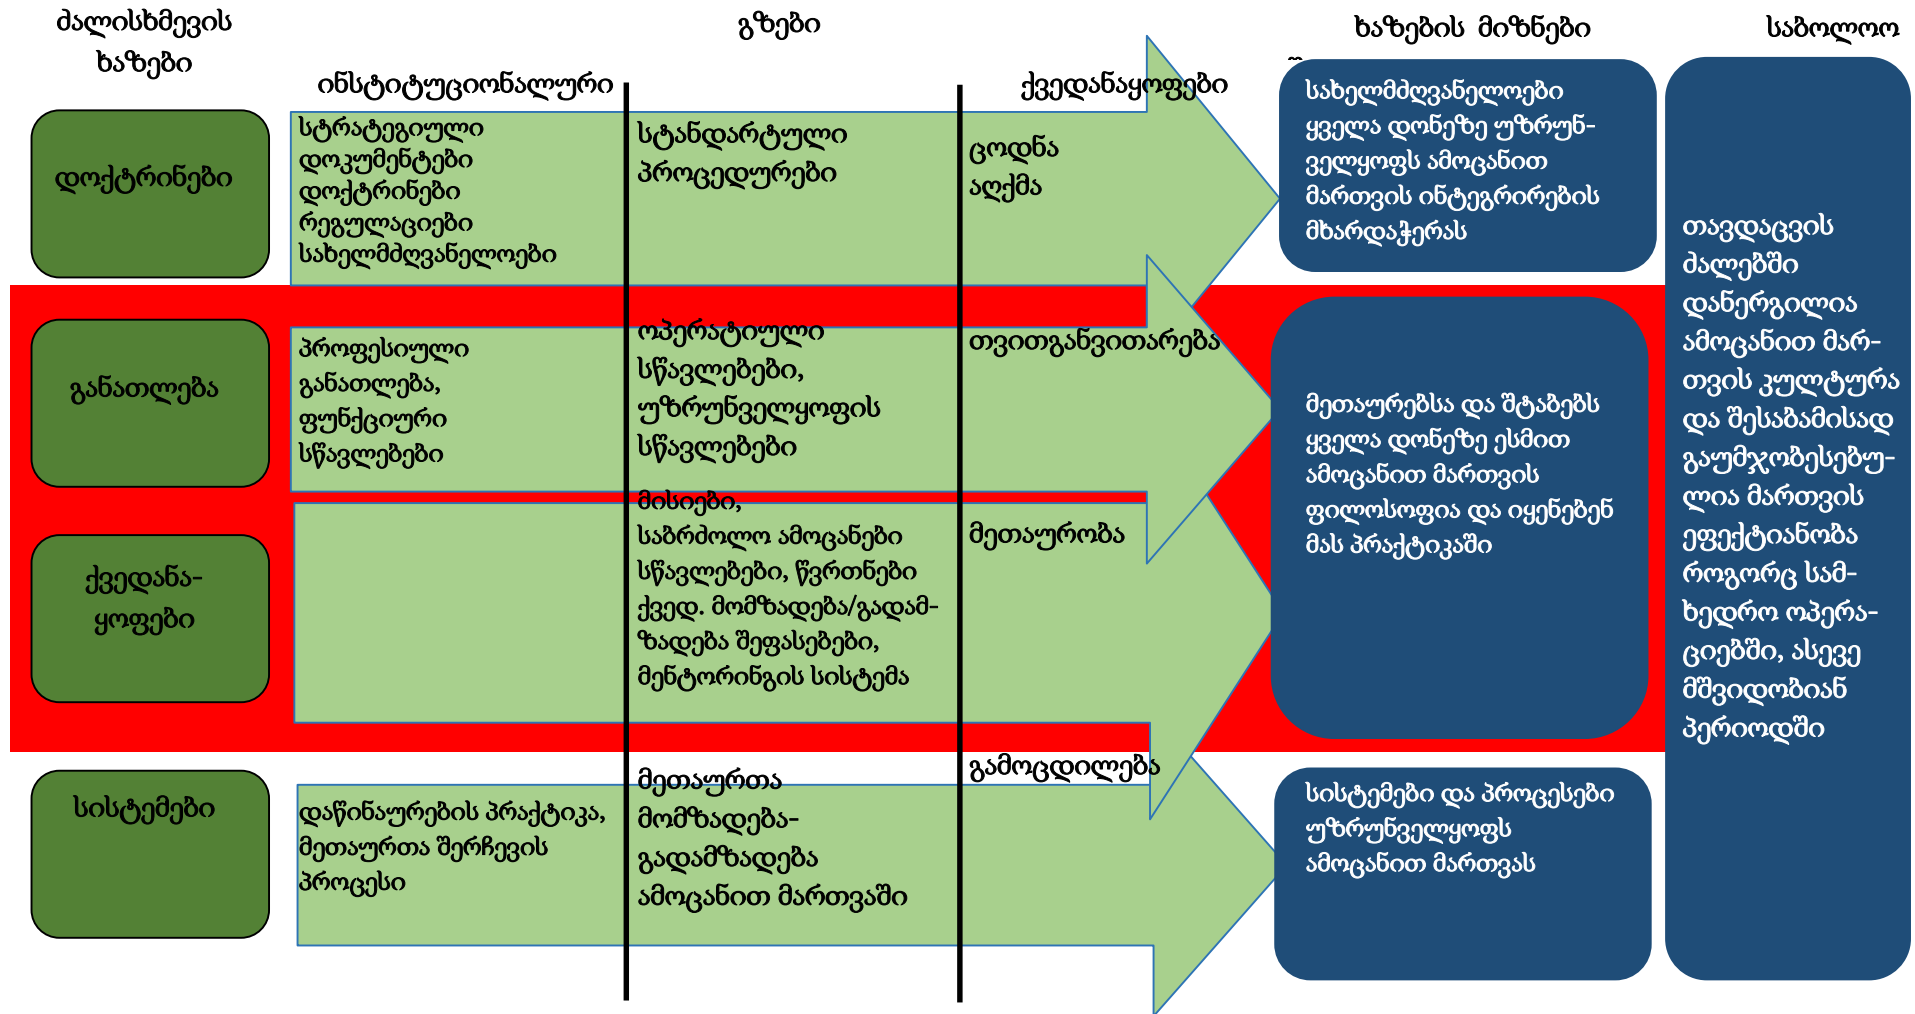 ძალისხმევის
ხაზები
გზები
ხაზების მიზნები
საბოლოო
ინსტიტუციონალური
ქვედანაყოფები
დოქტრინები
სტრატეგიული
დოკუმენტები
დოქტრინები
რეგულაციები
სახელმძღვანელოები
სტანდარტული
პროცედურები
ცოდნა
აღქმა
სახელმძღვანელოები
ყველა დონეზე უზრუნ-
ველყოფს ამოცანით
მართვის ინტეგრირების
მხარდაჭერას
განათლება
პროფესიული
განათლება,
ფუნქციური
სწავლებები
ოპერატიული
სწავლებები,
უზრუნველყოფის
სწავლებები
თვითგანვითარება
მეთაურებსა და შტაბებს
ყველა დონეზე ესმით
ამოცანით მართვის
ფილოსოფია და იყენებენ
მას პრაქტიკაში
ქვედანა-
ყოფები
მისიები,
საბრძოლო ამოცანები
სწავლებები, წვრთნები
ქვედ. მომზადება/გადამ-
ზადება შეფასებები,
მენტორინგის სისტემა
მეთაურობა
სისტემები
დაწინაურების პრაქტიკა,
მეთაურთა შერჩევის
პროცესი
მეთაურთა
მომზადება-
გადამზადება
ამოცანით მართვაში
გამოცდილება
სისტემები და პროცესები
უზრუნველყოფს
ამოცანით მართვას
თავდაცვის
ძალებში
დანერგილია
ამოცანით მარ-
თვის კულტურა
და შესაბამისად
გაუმჯობესებუ-
ლია მართვის
ეფექტიანობა
როგორც სამ-
ხედრო ოპერა-
ციებში, ასევე
მშვიდობიან
პერიოდში